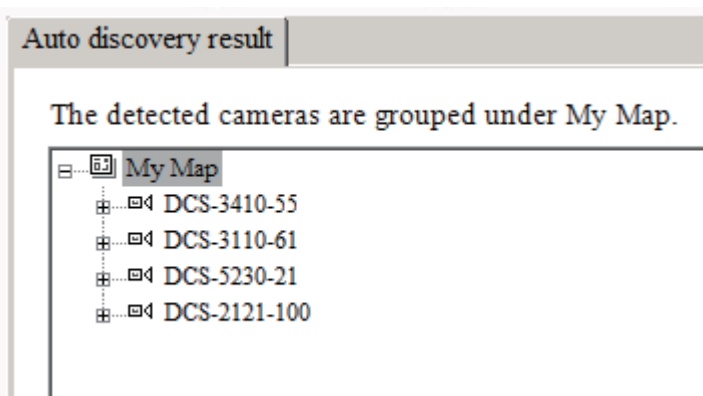 Auto discovery result
The detected cameras are grouped under My Map.
My Map
DCS-3410-55
DCS-3110-61
DCS-5230-21
DCS-2121-100